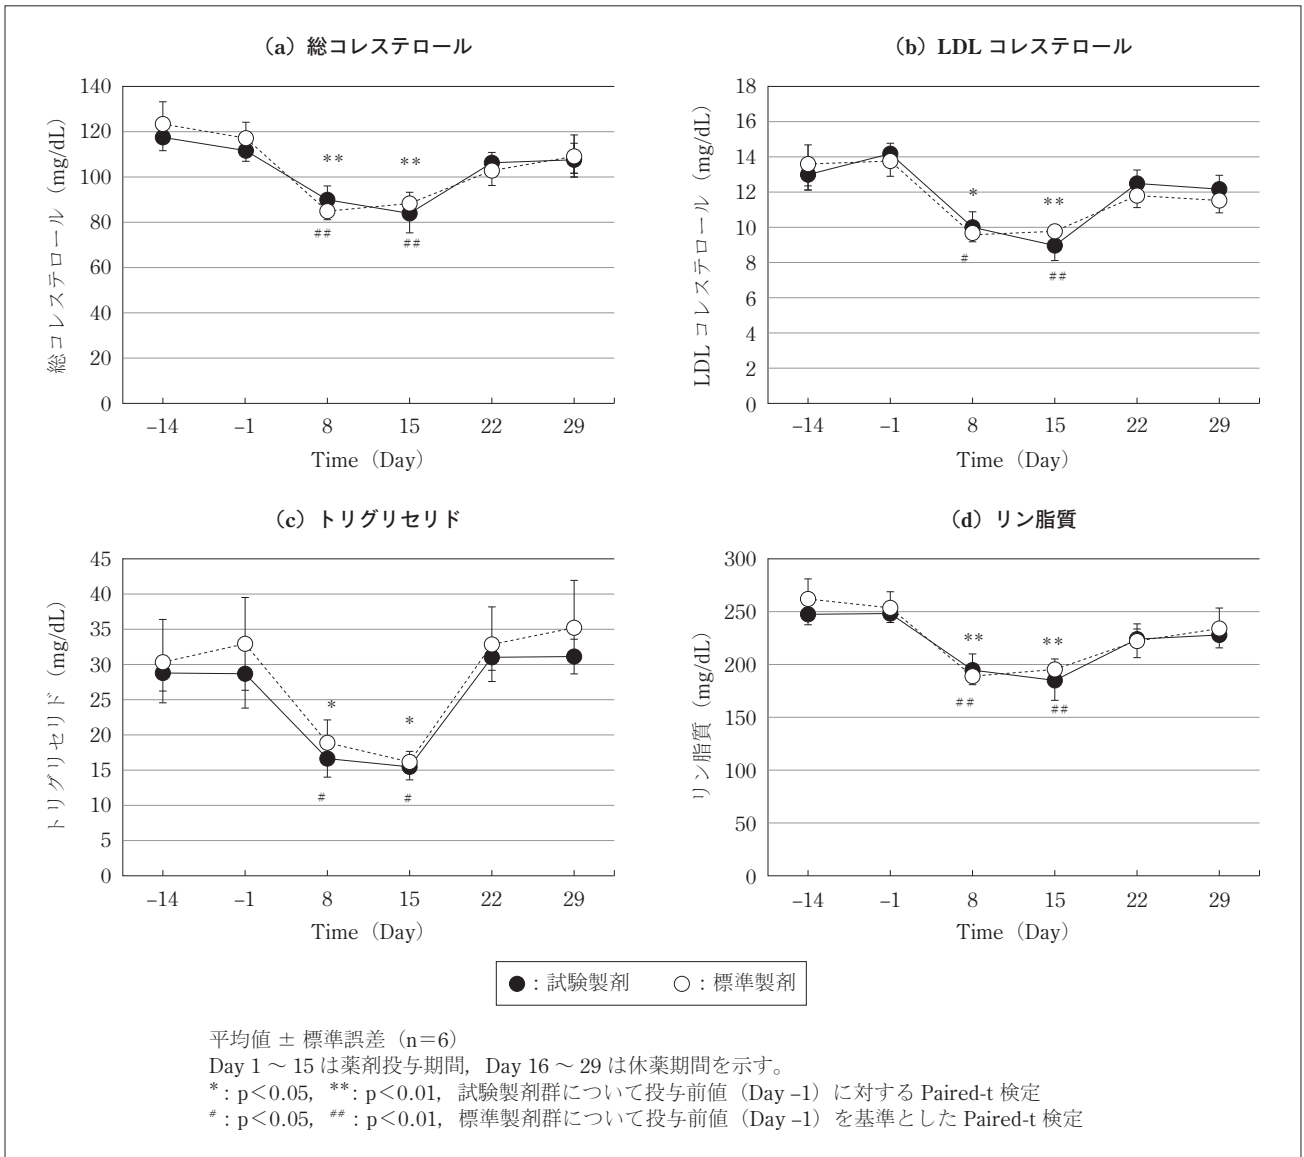 (a) 総コレステロール
総コレステロール (mg/dL)
140
120
100
80
60
40
20
0
** **
## ##
–14 –1 8 15 22 29
Time (Day)
(b) LDL コレステロール
LDL コレステロール (mg/dL)
18
16
14
12
10
8
6
4
2
0
* **
# ##
–14 –1 8 15 22 29
Time (Day)
(c) トリグリセリド
トリグリセリド (mg/dL)
45
40
35
30
25
20
15
10
5
0
* *
# #
–14 –1 8 15 22 29
Time (Day)
(d) リン脂質
リン脂質 (mg/dL)
300
250
200
150
100
50
0
** **
## ##
–14 –1 8 15 22 29
Time (Day)
●:試験製剤 ○:標準製剤
平均値 ± 標準誤差 (n=6)
Day 1 ~ 15 は薬剤投与期間, Day 16 ~ 29 は休薬期間を示す。
*: p<0.05, **: p<0.01, 試験製剤群について投与前値 (Day –1) に対する Paired-t 検定
#: p<0.05, ##: p<0.01, 標準製剤群について投与前値 (Day –1) を基準とした Paired-t 検定